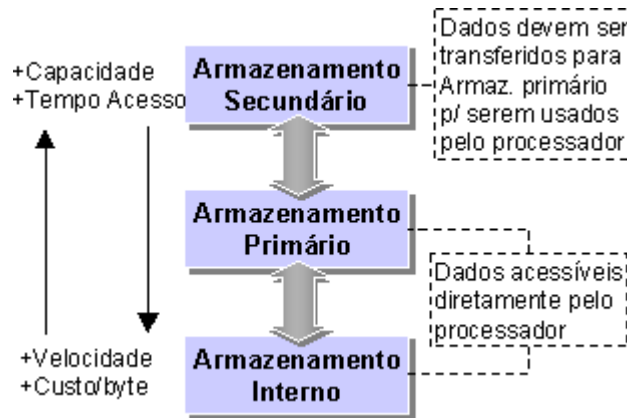 +Capacidade
+Tempo Acesso
Armazenamento
Secundário
Dados devem ser
transferidos para
Armaz. primário
p/ serem usados
pelo processador
Armazenamento
Primário
Dados acessíveis
diretamente pelo
processador
+Velocidade
+Custo/byte
Armazenamento
Interno